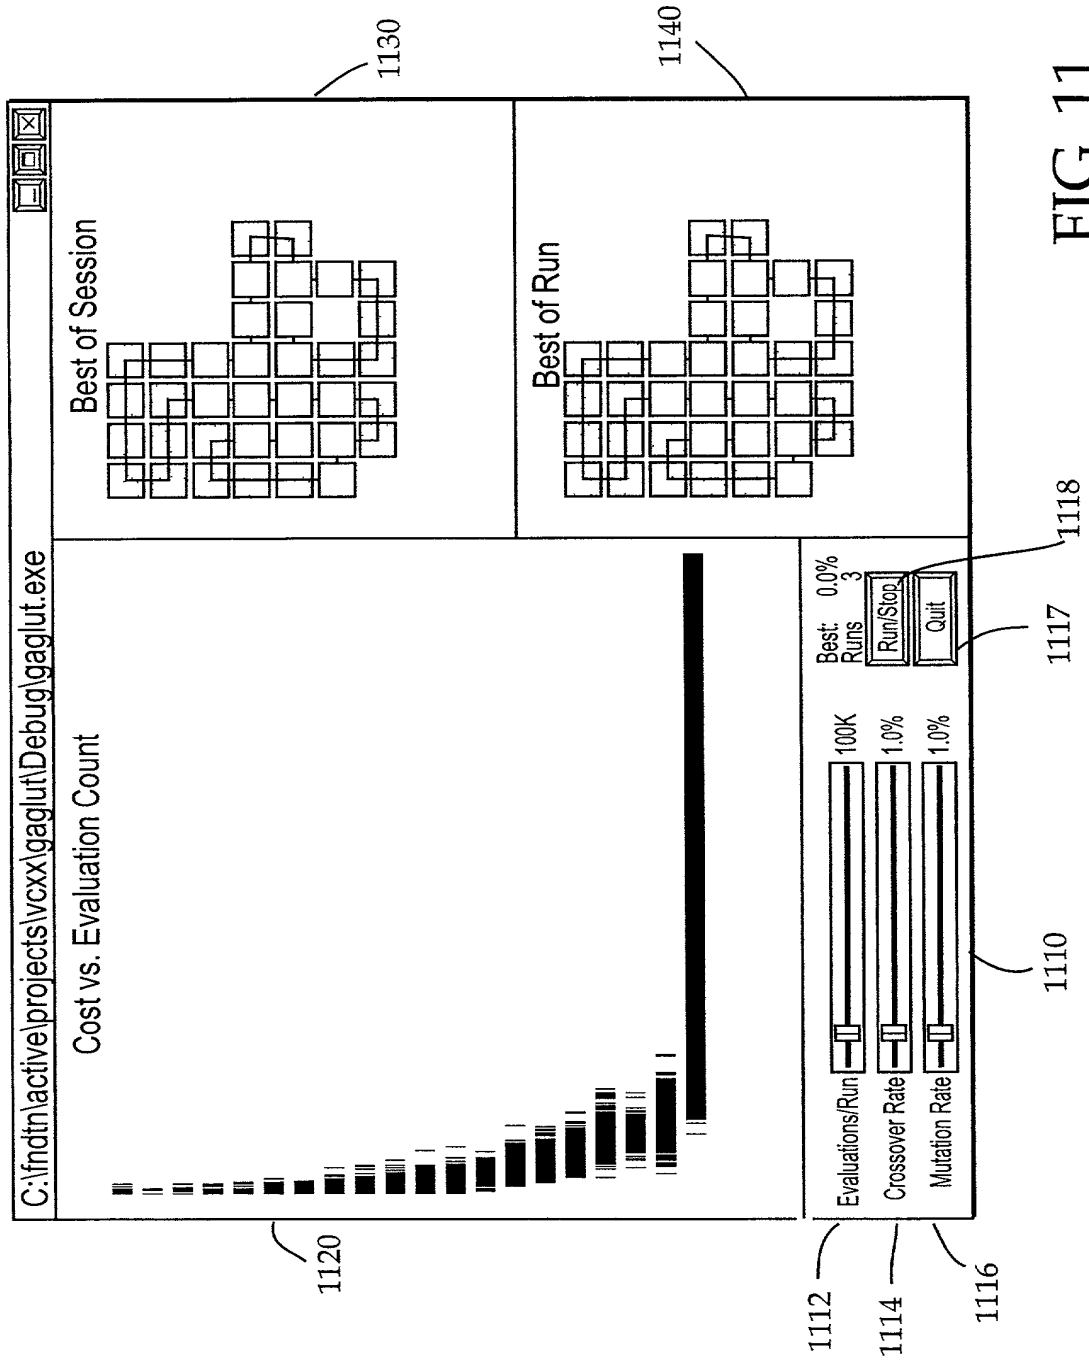 C:\fndtn\active\projects\vcxx\gaglut\Debug\gaglut.exe
Cost vs. Evaluation Count
Best of Session
Best of Run
Evaluations/Run 100K
Crossover Rate 1.0%
Mutation Rate 1.0%
Best: 0.0%
Runs 3
Run/Stop
Quit
1110
1112
1114
1116
1117
1118
1120
1130
1140
FIG. 11